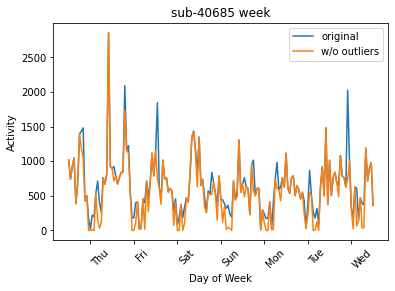 sub-40685 week
original
w/o outliers
Activity
2500
2000
1500
1000
500
0
Thu
Fri
Sat
Sun
Mon
Tue
Wed
Day of Week